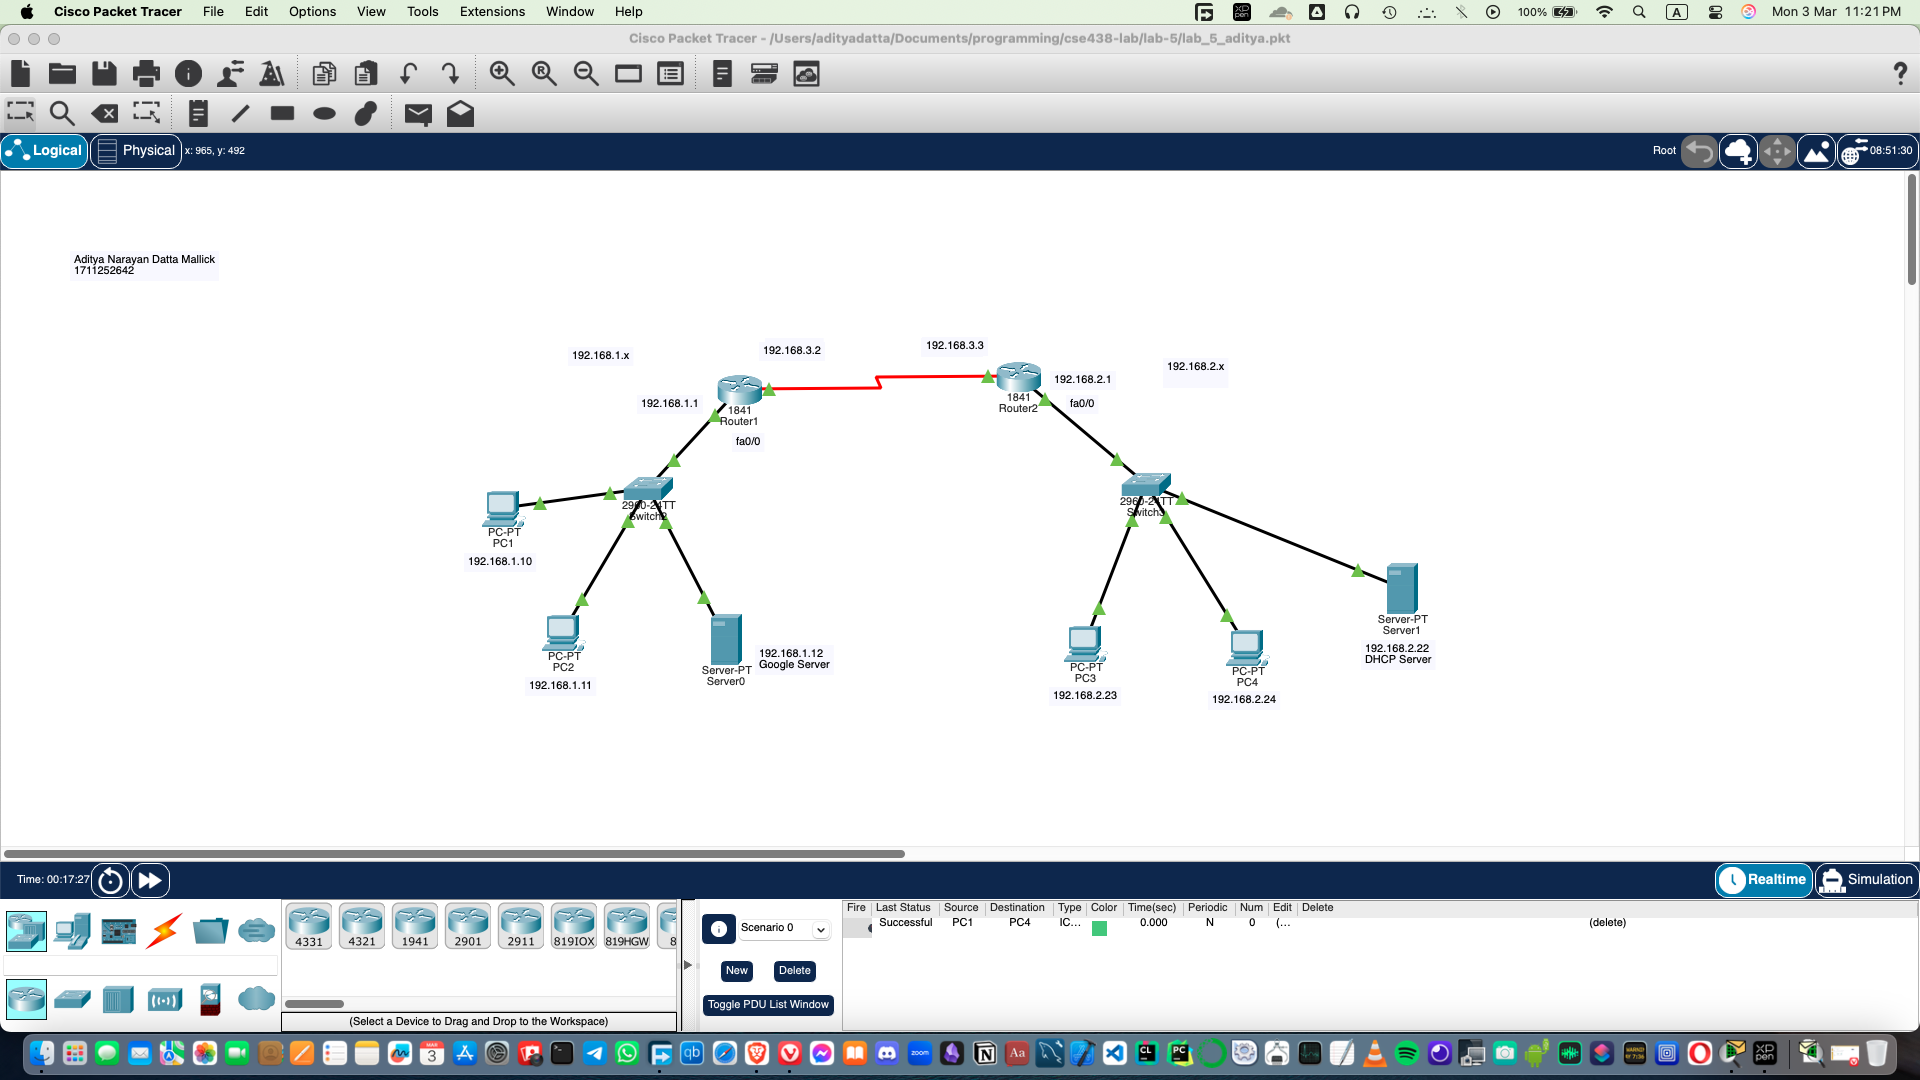 Cisco Packet Tracer File Edit Options View Tools Extensions Window Help 100% A Mon 3 Mar 11:21 PM
Cisco Packet Tracer - /Users/adityadatta/Documents/programming/cse438-lab/lab-5/lab_5_aditya.pkt
Logical Physical x: 965, y: 492 Root 08:51:30
Aditya Narayan Datta Mallick
1711252642
192.168.1.x
192.168.3.2
192.168.3.3
192.168.2.x
192.168.1.1
1841
Router1
fa0/0
1841
Router2
192.168.2.1
fa0/0
2960-24TT
Switch2
2960-24TT
Switch3
PC-PT
PC1
192.168.1.10
PC-PT
PC2
192.168.1.11
Server-PT
Server0
192.168.1.12
Google Server
PC-PT
PC3
192.168.2.23
PC-PT
PC4
192.168.2.24
Server-PT
Server1
192.168.2.22
DHCP Server
Time: 00:17:27 Realtime Simulation
4331 4321 1941 2901 2911 819IOX 819HGW 8
(Select a Device to Drag and Drop to the Workspace)
Scenario 0
New Delete
Toggle PDU List Window
Fire Last Status Source Destination Type Color Time(sec) Periodic Num Edit Delete
Successful PC1 PC4 IC... 0.000 N 0 (... (delete)
MAR
3
qb
zoom
Aa
CL
PC
XP
pen